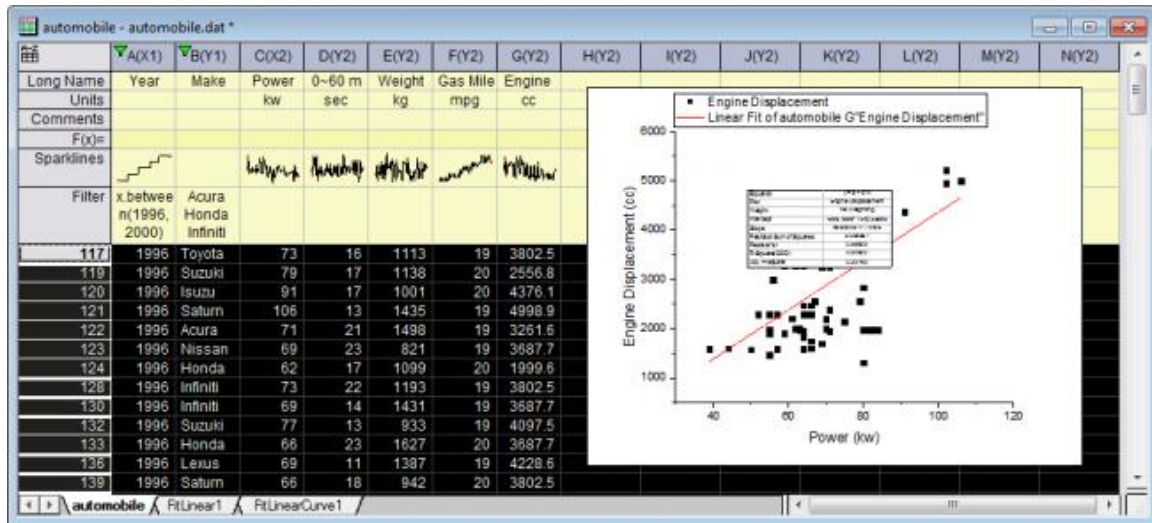 automobile - automobile.dat *
A(X1) B(Y1) C(X2) D(Y2) E(Y2) F(Y2) G(Y2) H(Y2) I(Y2) J(Y2) K(Y2) L(Y2) M(Y2) N(Y2)
Long Name Year Make Power 0~60 m Weight Gas Mile Engine
Units kw sec kg mpg cc
Comments
F(x)=
Sparklines
Filter x.betwee Acura
n(1996, Honda
2000) Infiniti
117 1996 Toyota 73 16 1113 19 3802.5
119 1996 Suzuki 79 17 1138 20 2556.8
120 1996 Isuzu 91 17 1001 20 4376.1
121 1996 Saturn 106 13 1435 19 4998.9
122 1996 Acura 71 21 1498 19 3261.6
123 1996 Nissan 69 23 821 19 3687.7
124 1996 Honda 62 17 1099 20 1999.6
128 1996 Infiniti 73 22 1193 19 3802.5
130 1996 Infiniti 69 14 1431 19 3687.7
132 1996 Suzuki 77 13 933 19 4097.5
133 1996 Honda 66 23 1627 20 3687.7
136 1996 Lexus 69 11 1387 19 4228.6
139 1996 Saturn 66 18 942 20 3802.5
Engine Displacement
Linear Fit of automobile G"Engine Displacement"
6000
5000
4000
3000
2000
1000
Engine Displacement (cc)
40 60 80 100 120
Power (kw)
automobile FitLinear1 FitLinearCurve1